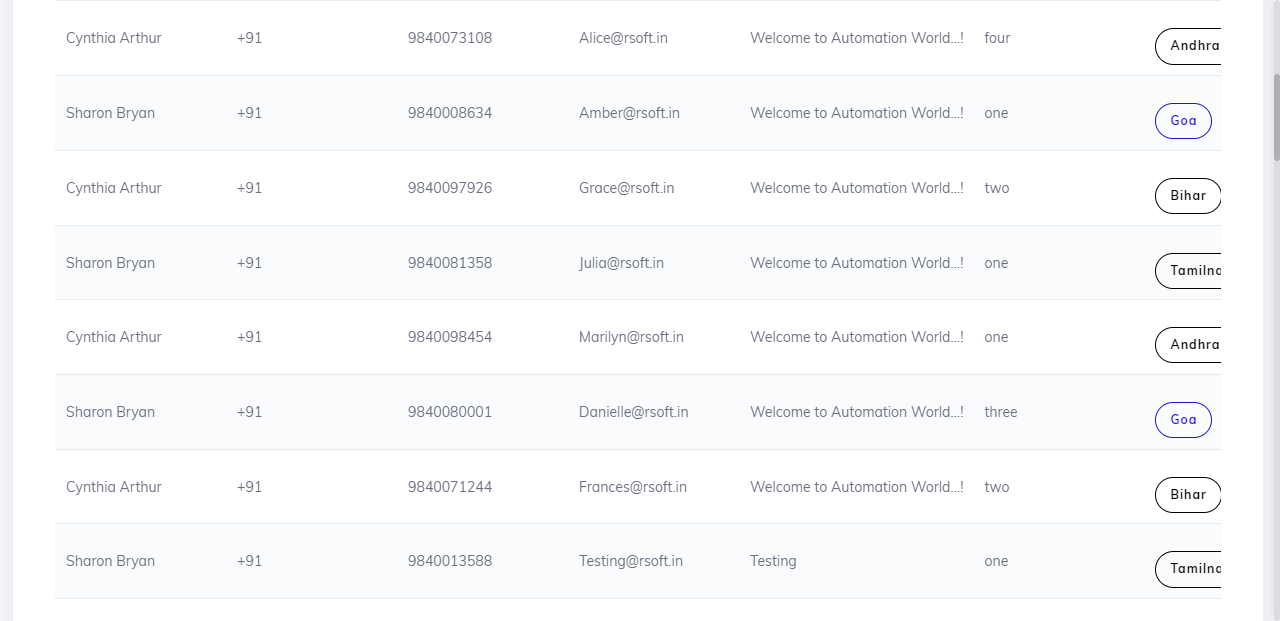 Cynthia Arthur +91 9840073108 Alice@rsoft.in Welcome to Automation World...! four Andhra
Sharon Bryan +91 9840008634 Amber@rsoft.in Welcome to Automation World...! one Goa
Cynthia Arthur +91 9840097926 Grace@rsoft.in Welcome to Automation World...! two Bihar
Sharon Bryan +91 9840081358 Julia@rsoft.in Welcome to Automation World...! one Tamilna
Cynthia Arthur +91 9840098454 Marilyn@rsoft.in Welcome to Automation World...! one Andhra
Sharon Bryan +91 9840080001 Danielle@rsoft.in Welcome to Automation World...! three Goa
Cynthia Arthur +91 9840071244 Frances@rsoft.in Welcome to Automation World...! two Bihar
Sharon Bryan +91 9840013588 Testing@rsoft.in Testing one Tamilna